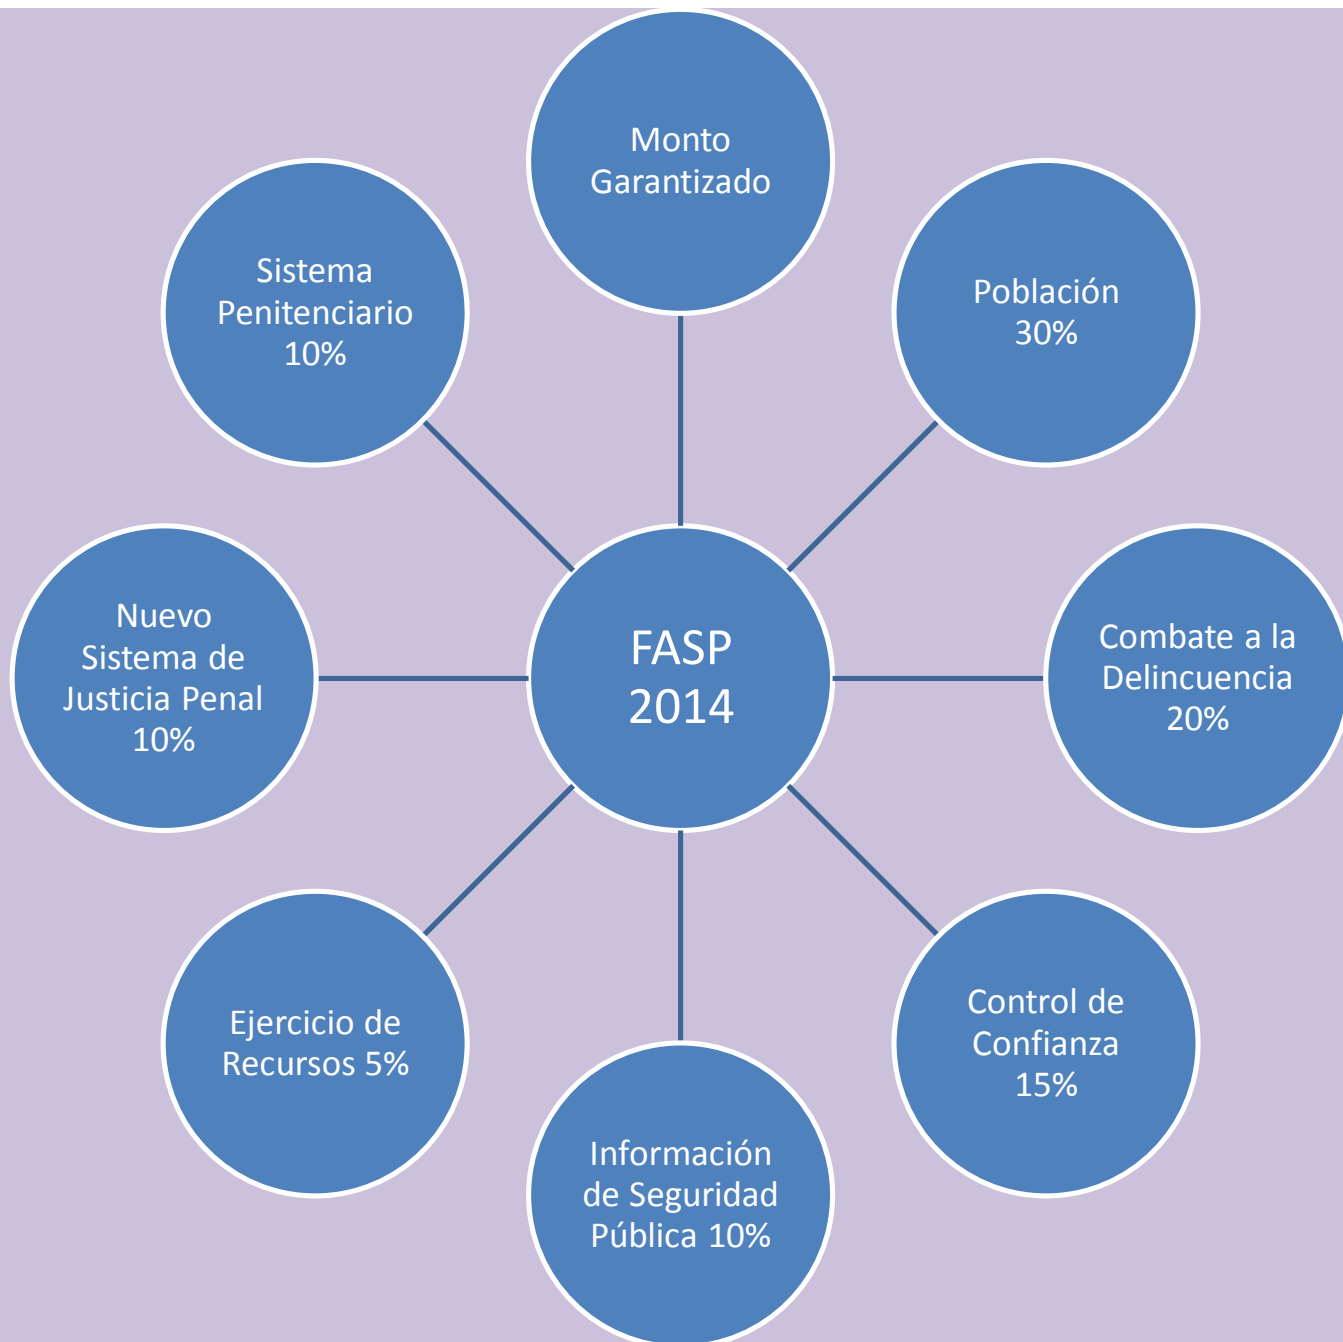 Monto
Garantizado
Población
30%
Combate a la
Delincuencia
20%
Control de
Confianza
15%
Información
de Seguridad
Pública 10%
Ejercicio de
Recursos 5%
Nuevo
Sistema de
Justicia Penal
10%
Sistema
Penitenciario
10%
FASP
2014